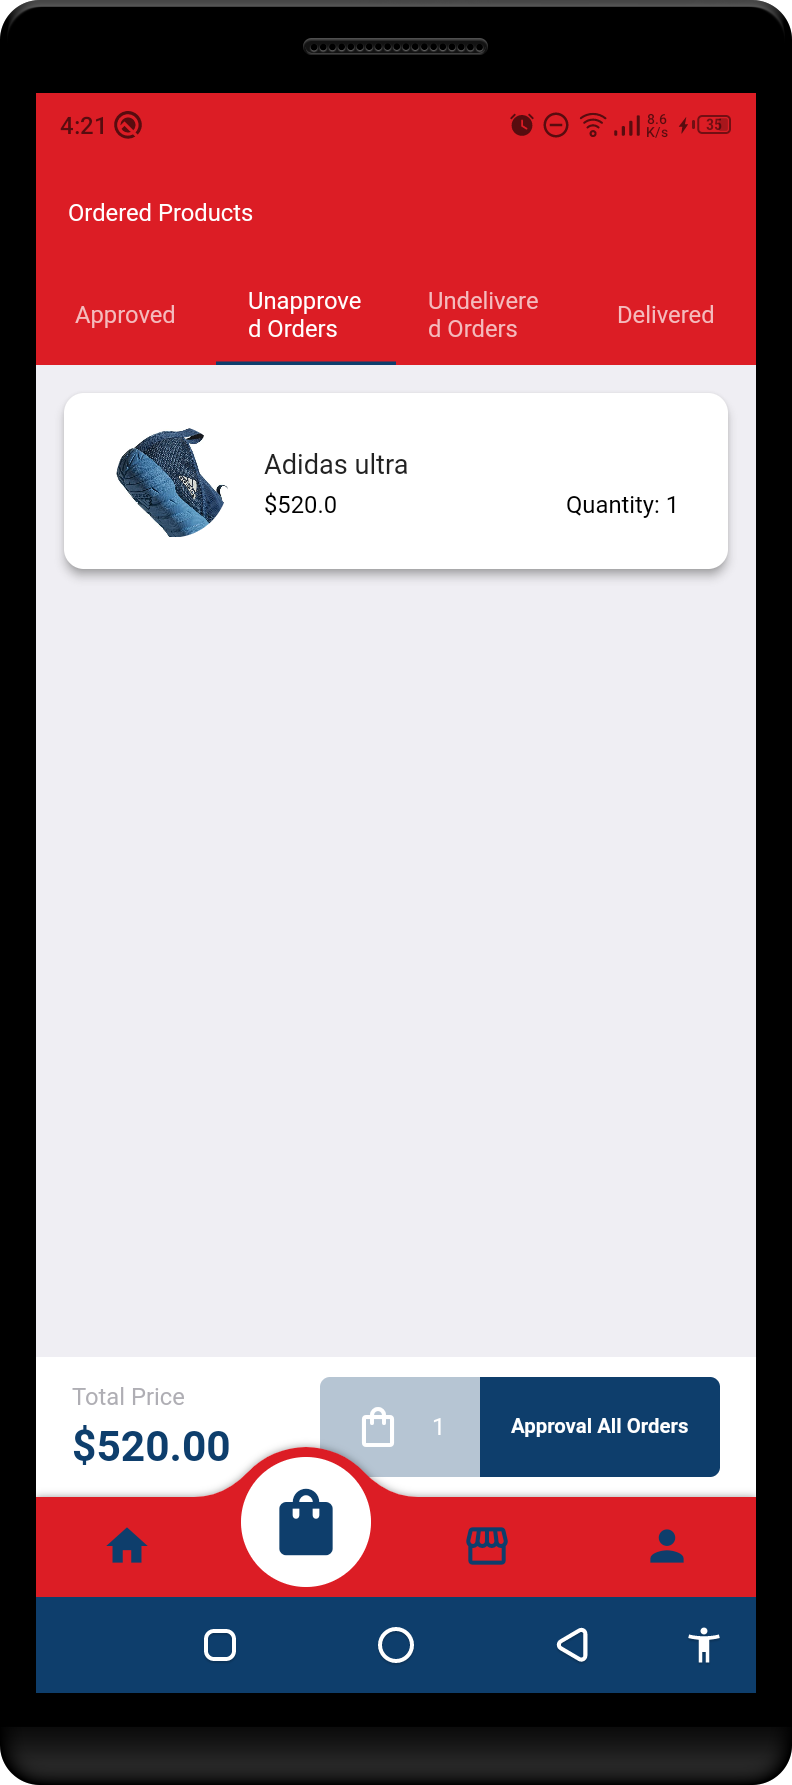 4:21
8.6
K/s
35
Ordered Products
Approved
Unapprove
d Orders
Undelivere
d Orders
Delivered
Adidas ultra
$520.0
Quantity: 1
Total Price
$520.00
1
Approval All Orders